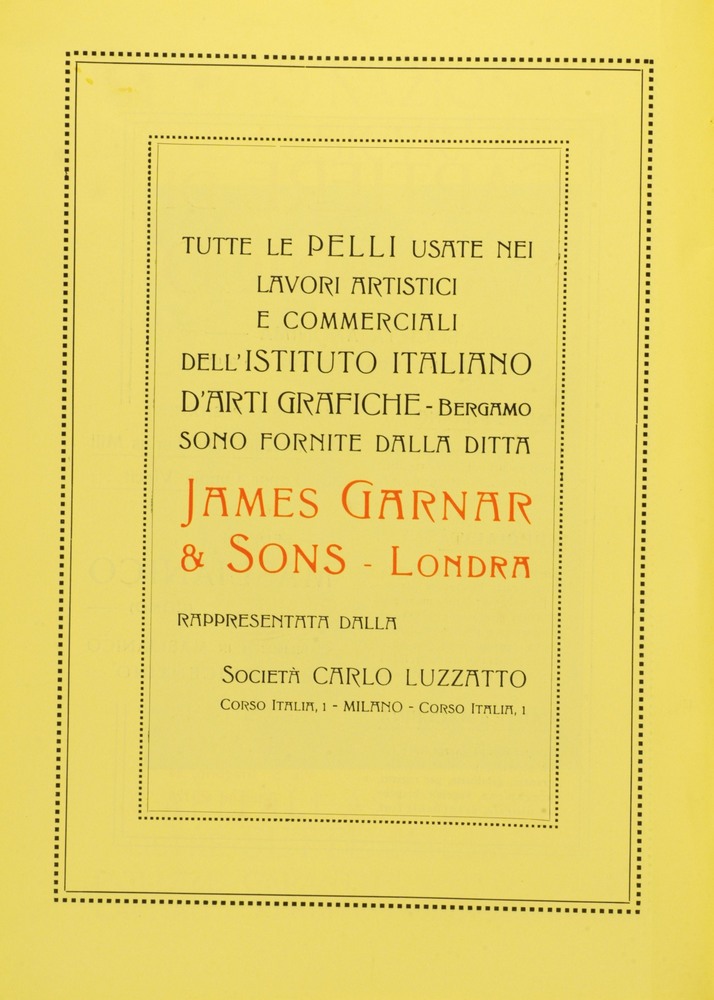 TUTTE LE PELLI USATE NEI
LAVORI ARTISTICI
E COMMERCIALI
DELL'ISTITUTO ITALIANO
D'ARTI GRAFICHE - BERGAMO
SONO FORNITE DALLA DITTA
JAMES GARNAR
& SONS - LONDRA
RAPPRESENTATA DALLA
SOCIETÀ CARLO LUZZATTO
CORSO ITALIA, 1 - MILANO - CORSO ITALIA, 1